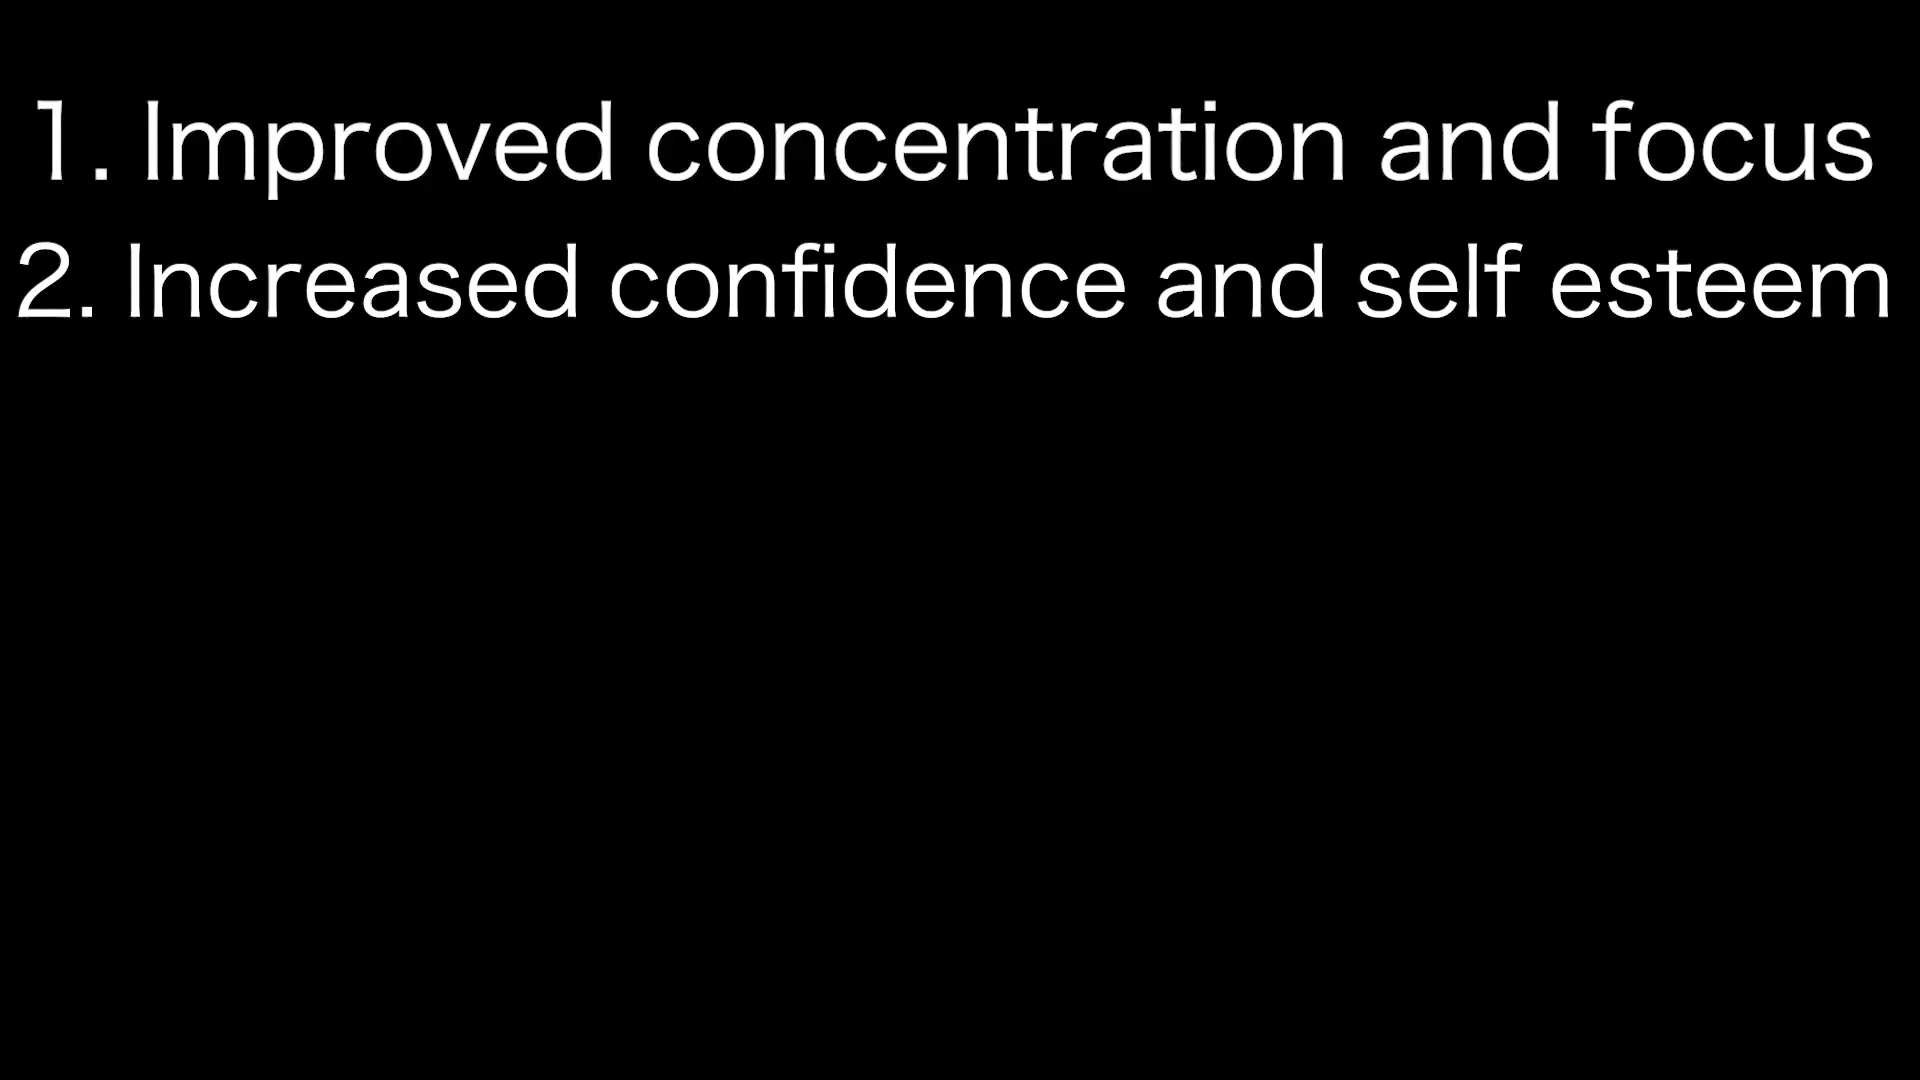 1. Improved concentration and focus
2. Increased confidence and self esteem